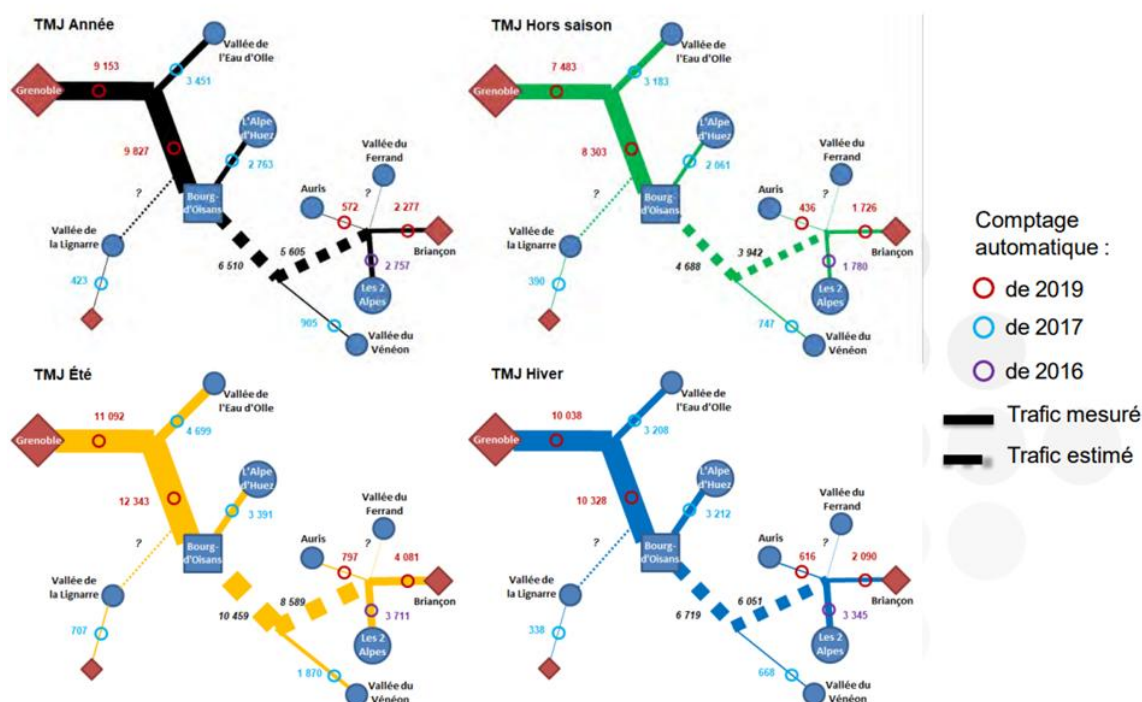 TMJ Année
Vallée de
l'Eau d'Olle
9 153
3 451
Grenoble
L'Alpe
d'Huez
9 827
2 763
Vallée du
Ferrand
?
Bourg-
d'Oisans
Auris
?
572
2 277
Vallée de
la Lignarre
5 605
Briançon
6 510
2 757
423
Les 2
Alpes
905
Vallée du
Vénéon
TMJ Hors saison
Vallée de
l'Eau d'Olle
7 483
3 183
Grenoble
L'Alpe
d'Huez
8 303
2 061
Vallée du
Ferrand
?
Bourg-
d'Oisans
Auris
?
436
1 726
Vallée de
la Lignarre
3 942
Briançon
4 688
1 780
390
Les 2
Alpes
747
Vallée du
Vénéon
TMJ Été
Vallée de
l'Eau d'Olle
11 092
4 699
Grenoble
L'Alpe
d'Huez
12 343
3 391
Vallée du
Ferrand
?
Bourg-
d'Oisans
Auris
?
797
4 081
Vallée de
la Lignarre
8 589
Briançon
10 459
3 711
707
Les 2
Alpes
1 870
Vallée du
Vénéon
TMJ Hiver
Vallée de
l'Eau d'Olle
10 038
3 208
Grenoble
L'Alpe
d'Huez
10 328
3 212
Vallée du
Ferrand
?
Bourg-
d'Oisans
Auris
?
616
2 090
Vallée de
la Lignarre
6 051
Briançon
6 719
3 345
338
Les 2
Alpes
668
Vallée du
Vénéon
Comptage
automatique :
de 2019
de 2017
de 2016
Trafic mesuré
Trafic estimé